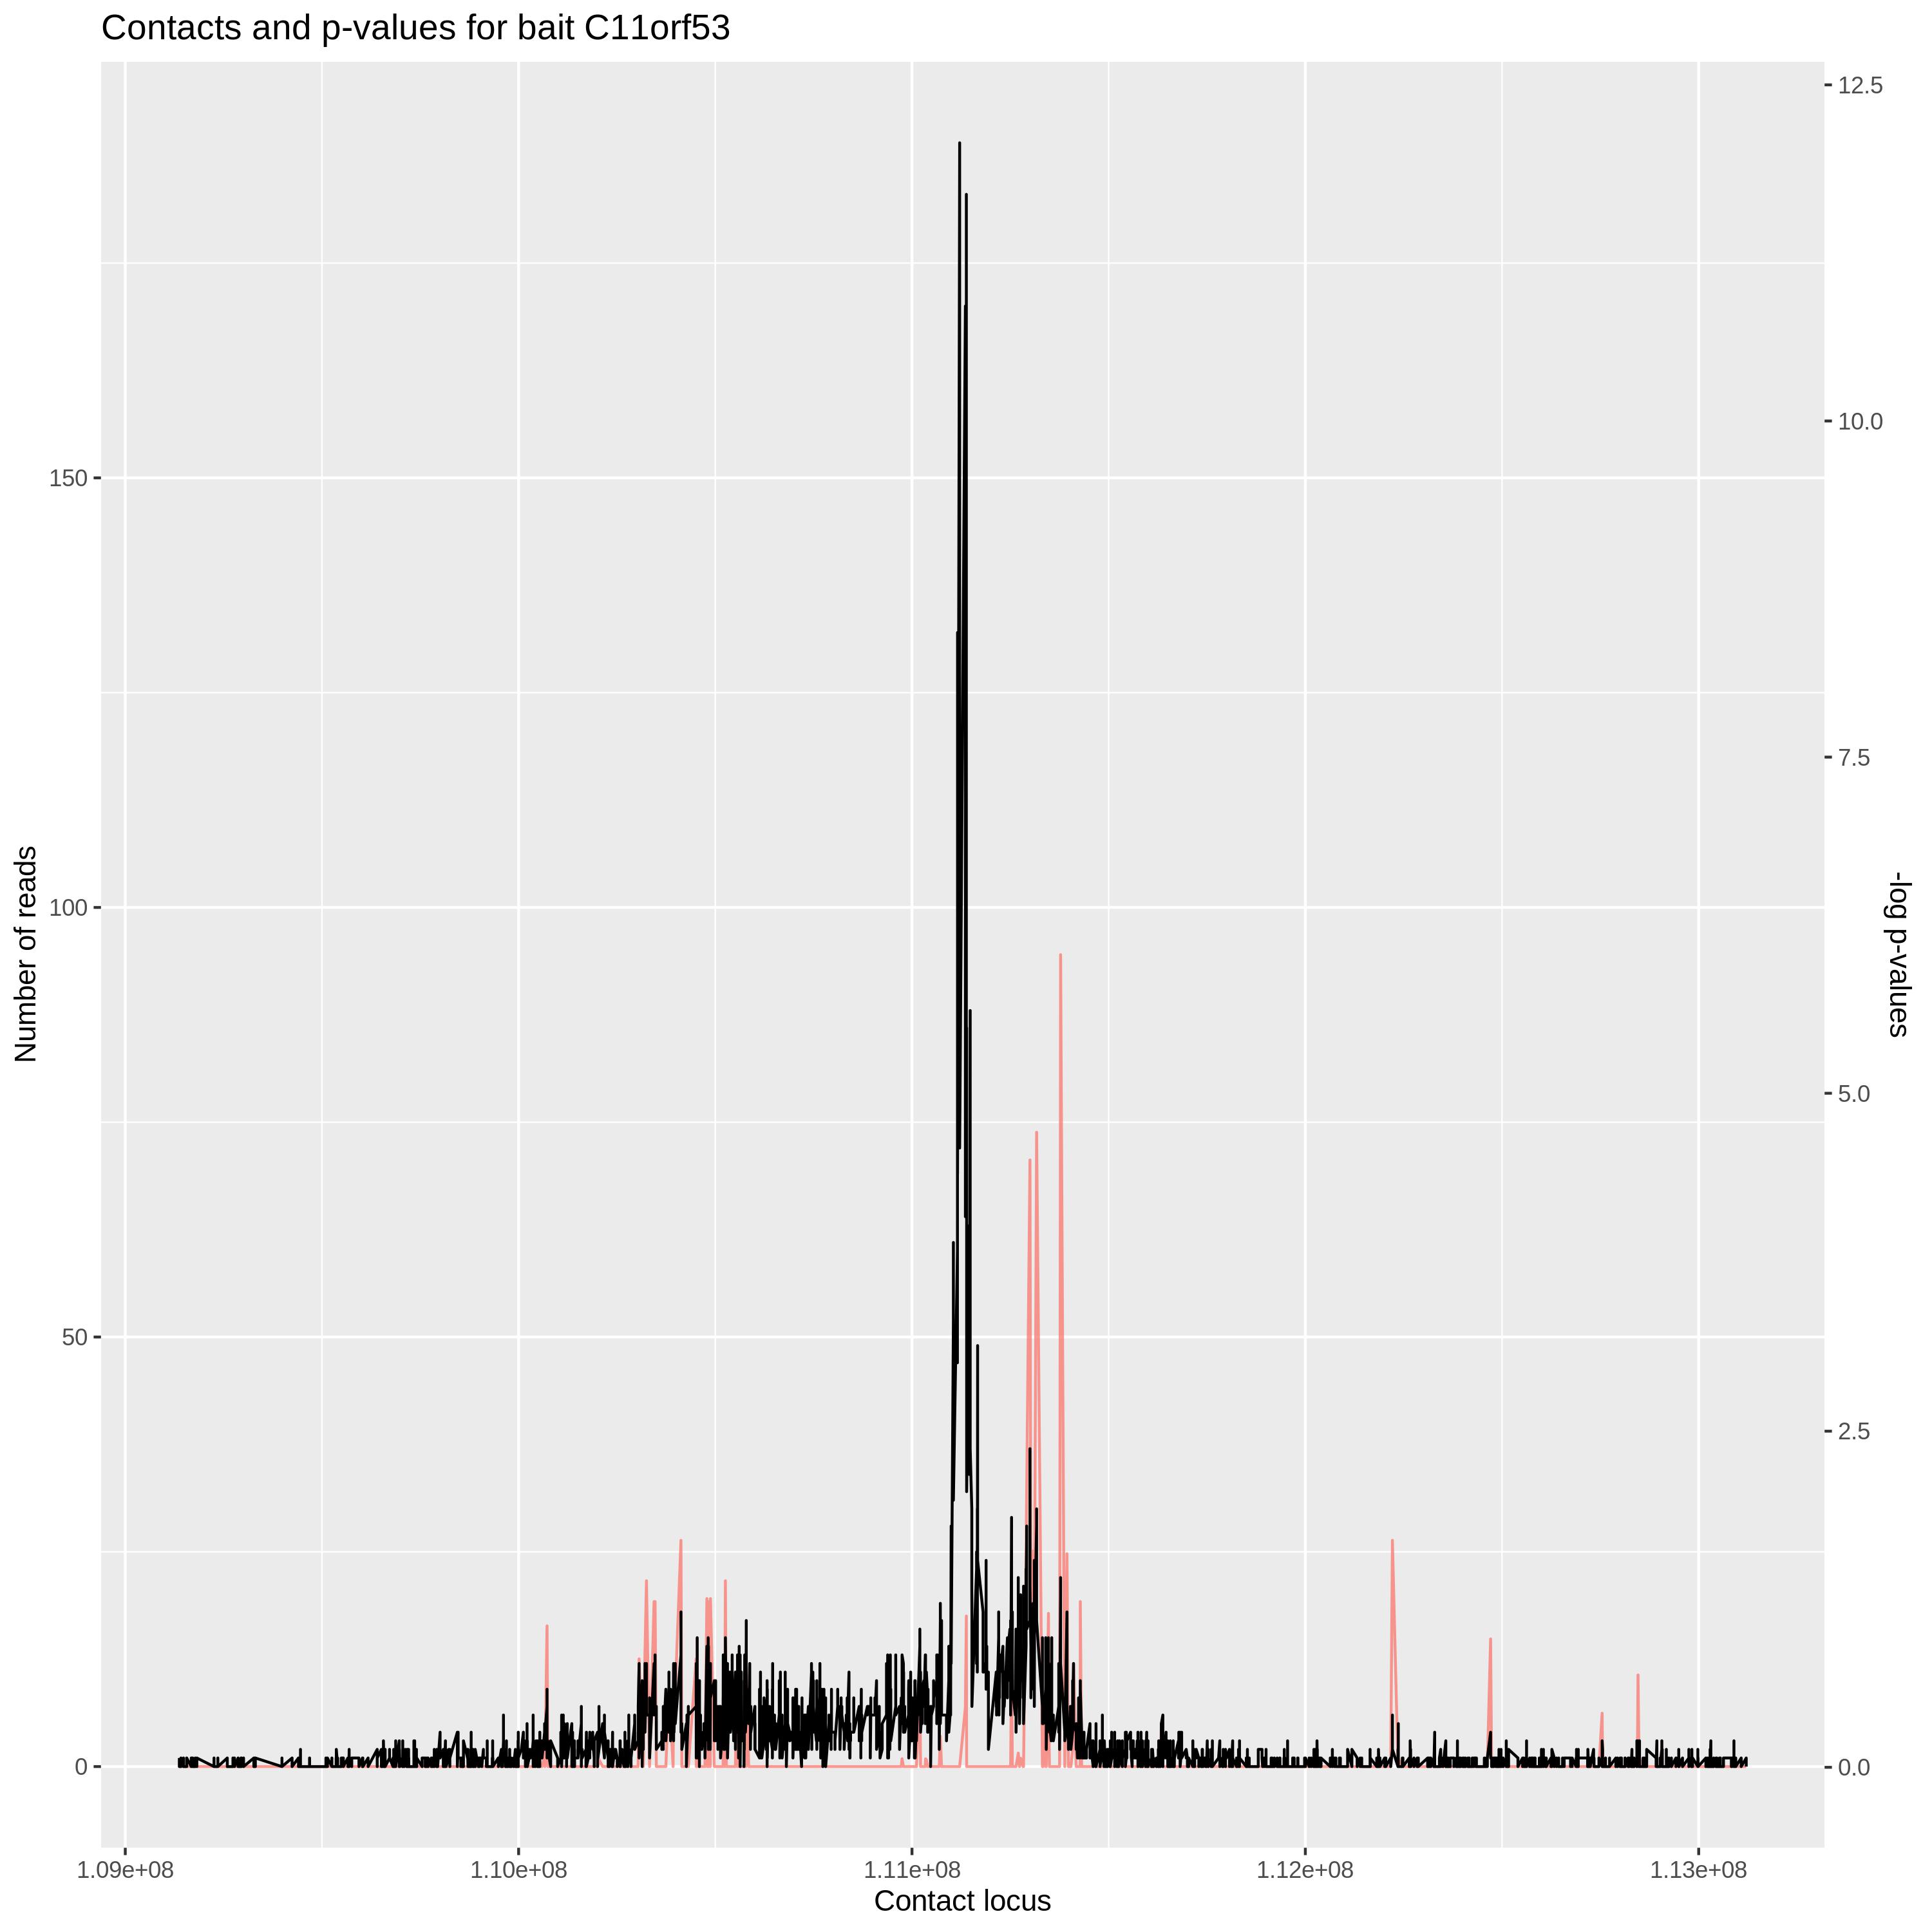 Contacts and p-values for bait C11orf53
12.5
10.0
150
7.5
Number of reads
100
-log p-values
5.0
50
2.5
0
0.0
1.09e+08 1.10e+08 1.11e+08 1.12e+08 1.13e+08
Contact locus